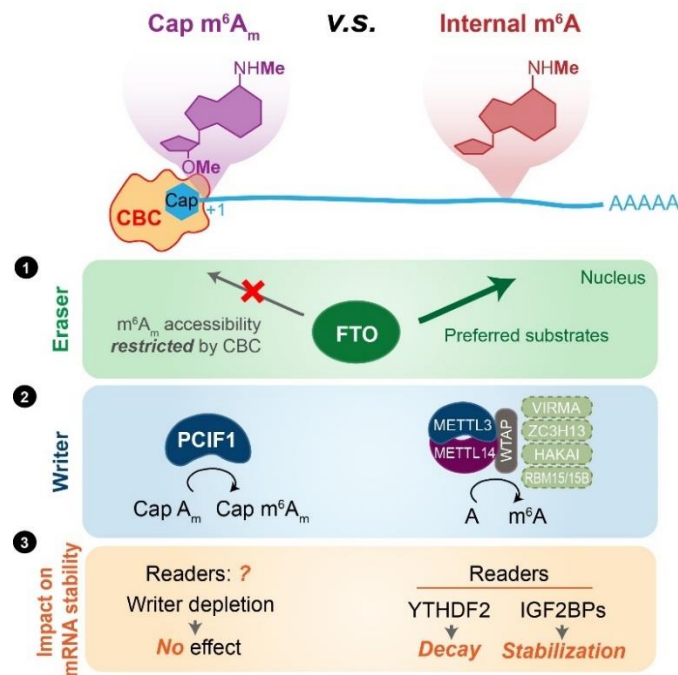 Cap m⁶Aₘ V.S. Internal m⁶A
NHMe
NHMe
OMe
CBC
Cap
+1
AAAAA
1
Eraser
m⁶Aₘ accessibility
restricted by CBC
FTO
Nucleus
Preferred substrates
2
Writer
PCIF1
Cap Aₘ Cap m⁶Aₘ
METTL3
METTL14
WTAP
VIRMA
ZC3H13
HAKAI
RBM15/15B
A m⁶A
3
Impact on
mRNA stability
Readers: ?
Writer depletion
No effect
Readers
YTHDF2 IGF2BPs
Decay Stabilization